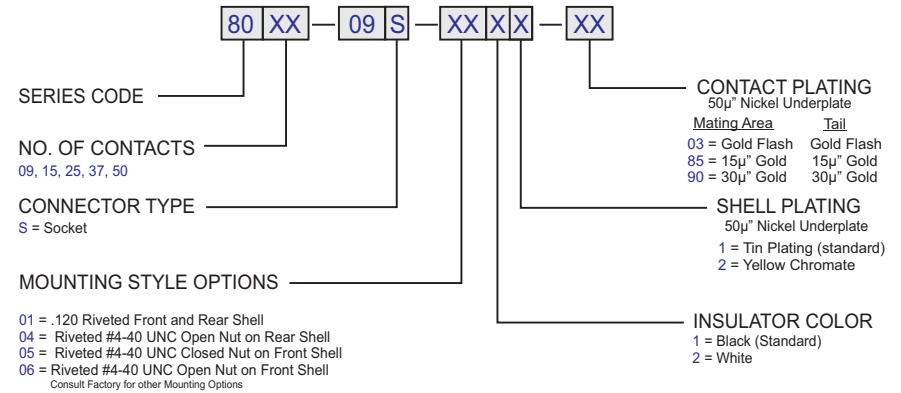 80 XX — 09 S — XX X X — XX
SERIES CODE
NO. OF CONTACTS
09, 15, 25, 37, 50
CONNECTOR TYPE
S = Socket
MOUNTING STYLE OPTIONS
01 = .120 Riveted Front and Rear Shell
04 = Riveted #4-40 UNC Open Nut on Rear Shell
05 = Riveted #4-40 UNC Closed Nut on Front Shell
06 = Riveted #4-40 UNC Open Nut on Front Shell
Consult Factory for other Mounting Options
CONTACT PLATING
50µ” Nickel Underplate
Mating Area Tail
03 = Gold Flash Gold Flash
85 = 15µ” Gold 15µ” Gold
90 = 30µ” Gold 30µ” Gold
SHELL PLATING
50µ” Nickel Underplate
1 = Tin Plating (standard)
2 = Yellow Chromate
INSULATOR COLOR
1 = Black (Standard)
2 = White